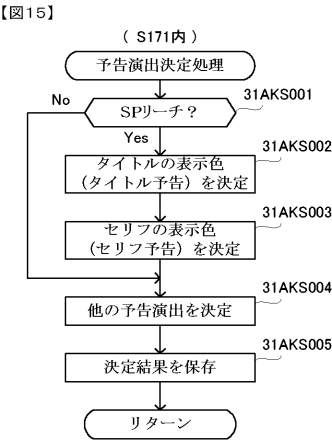 【図15】
( S171内 )
予告演出決定処理
31AKS001
No
SPリーチ?
Yes
31AKS002
タイトルの表示色
(タイトル予告)を決定
31AKS003
セリフの表示色
(セリフ予告)を決定
31AKS004
他の予告演出を決定
31AKS005
決定結果を保存
リターン